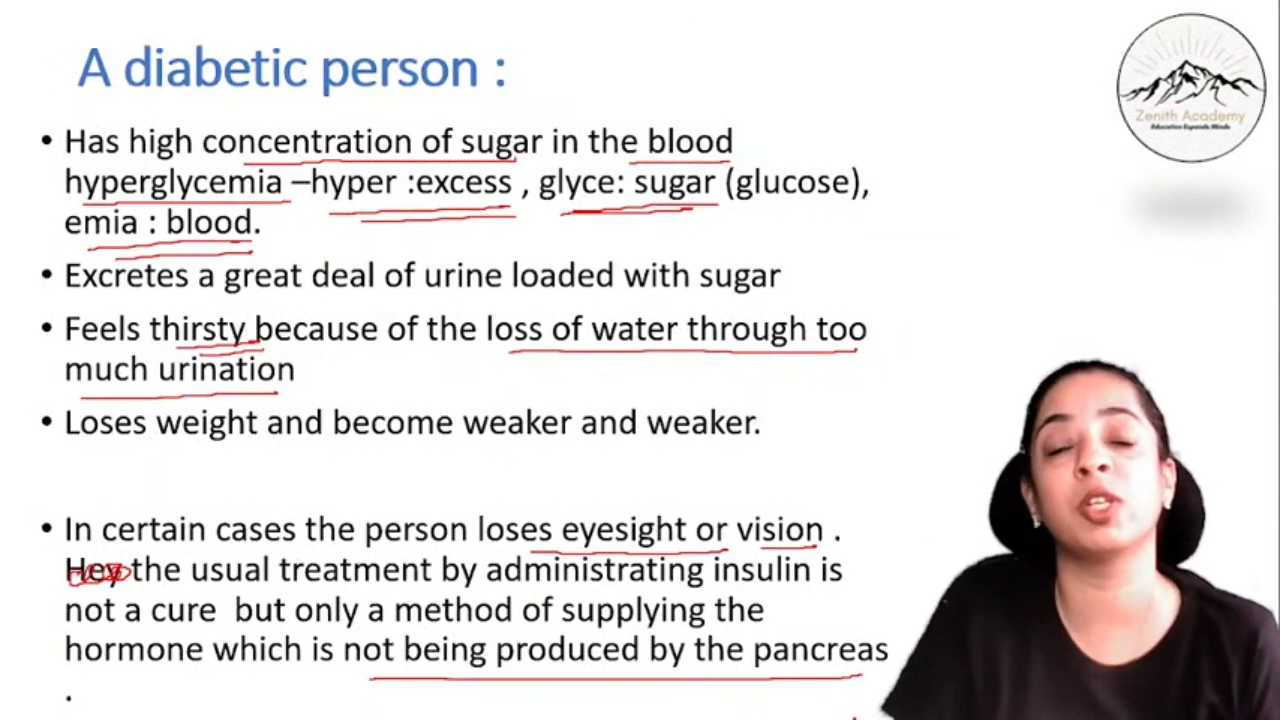 A diabetic person :
• Has high concentration of sugar in the blood
hyperglycemia –hyper :excess , glyce: sugar (glucose),
emia : blood.
• Excretes a great deal of urine loaded with sugar
• Feels thirsty because of the loss of water through too
much urination
• Loses weight and become weaker and weaker.
• In certain cases the person loses eyesight or vision .
Hey the usual treatment by administrating insulin is
not a cure but only a method of supplying the
hormone which is not being produced by the pancreas
.
Zenith Academy
Education Expands Minds